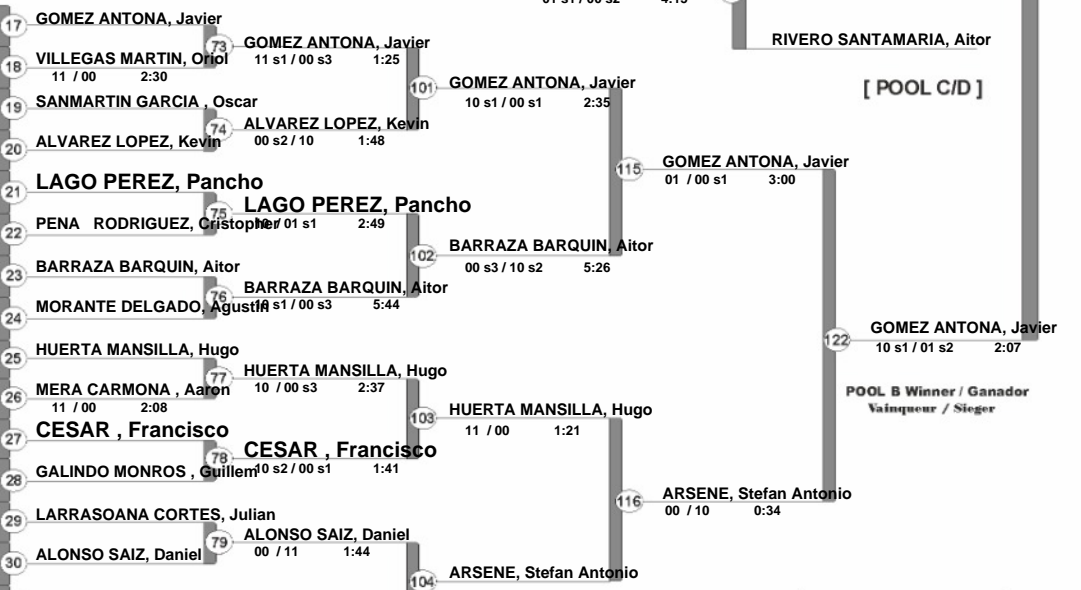 17 GOMEZ ANTONA, Javier
18 VILLEGAS MARTIN, Oriol
11 / 00 2:30
73 GOMEZ ANTONA, Javier
11 s1 / 00 s3 1:25
19 SANMARTIN GARCIA , Oscar
20 ALVAREZ LOPEZ, Kevin
74 ALVAREZ LOPEZ, Kevin
00 s2 / 10 1:48
101 GOMEZ ANTONA, Javier
10 s1 / 00 s1 2:35
21 LAGO PEREZ, Pancho
22 PENA RODRIGUEZ, Cristopher
75 LAGO PEREZ, Pancho
/ 01 s1 2:49
23 BARRAZA BARQUIN, Aitor
24 MORANTE DELGADO, Agustin
76 BARRAZA BARQUIN, Aitor
s1 / 00 s3 5:44
102 BARRAZA BARQUIN, Aitor
00 s3 / 10 s2 5:26
115 GOMEZ ANTONA, Javier
01 / 00 s1 3:00
25 HUERTA MANSILLA, Hugo
26 MERA CARMONA , Aaron
11 / 00 2:08
77 HUERTA MANSILLA, Hugo
10 / 00 s3 2:37
27 CESAR , Francisco
28 GALINDO MONROS , Guillem
78 CESAR , Francisco
10 s2 / 00 s1 1:41
103 HUERTA MANSILLA, Hugo
11 / 00 1:21
29 LARRASOANA CORTES, Julian
30 ALONSO SAIZ, Daniel
79 ALONSO SAIZ, Daniel
00 / 11 1:44
104 ARSENE, Stefan Antonio
116 ARSENE, Stefan Antonio
00 / 10 0:34
122 GOMEZ ANTONA, Javier
10 s1 / 01 s2 2:07
POOL B Winner / Ganador
Vainqueur / Sieger
RIVERO SANTAMARIA, Aitor
[ POOL C/D ]